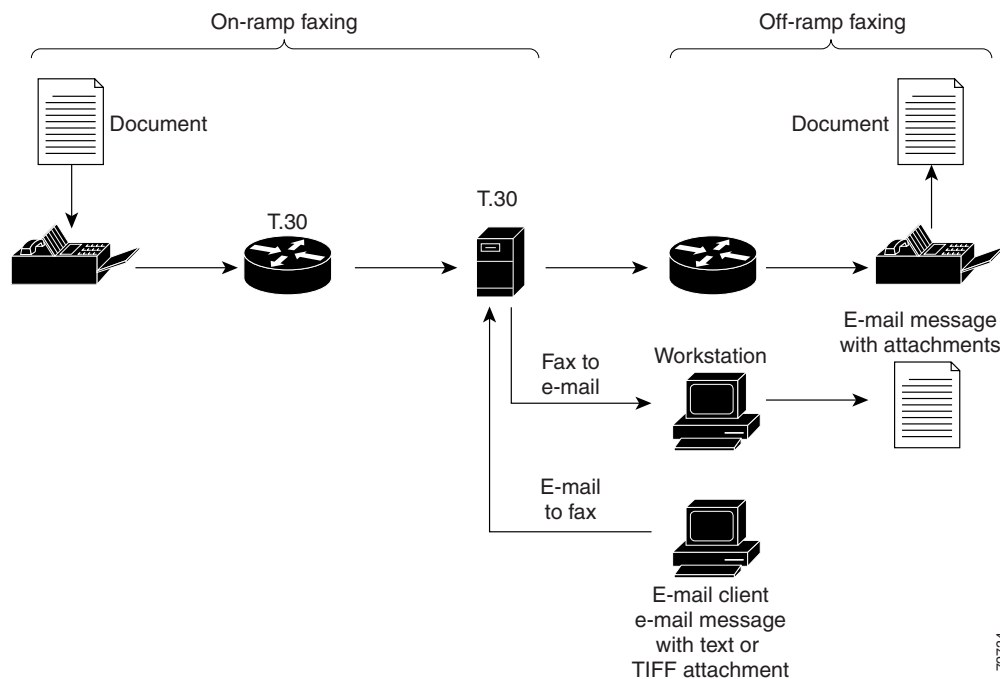 On-ramp faxing
Off-ramp faxing
Document
Document
T.30
T.30
E-mail message
with attachments
Fax to
e-mail
Workstation
E-mail
to fax
E-mail client
e-mail message
with text or
TIFF attachment